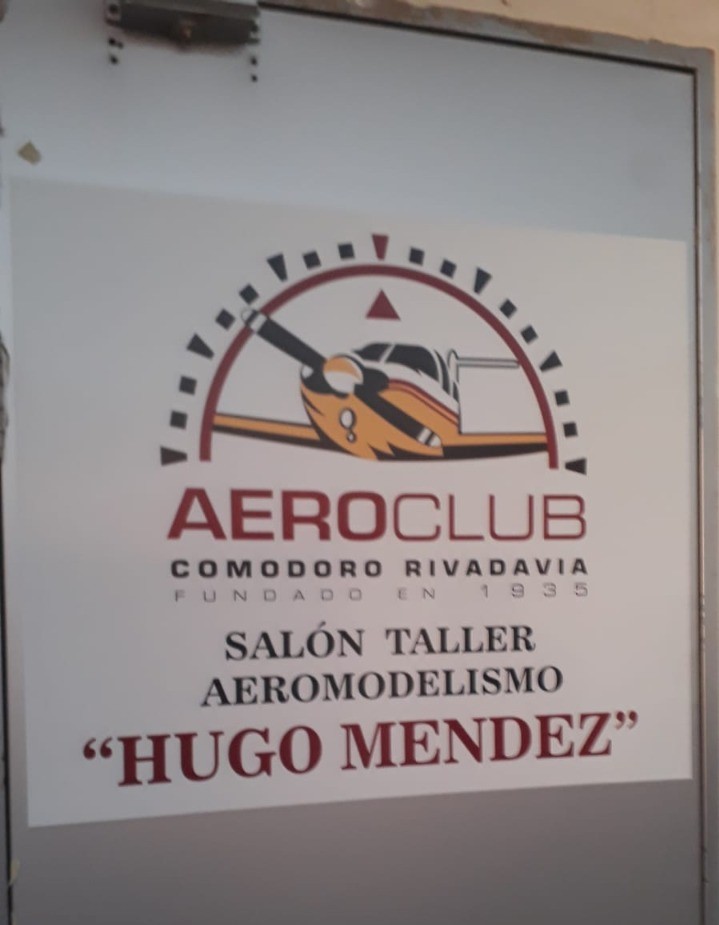 AEROCLUB
COMODORO RIVADAVIA
FUNDADO EN 1935
SALÓN TALLER
AEROMODELISMO
“HUGO MENDEZ”